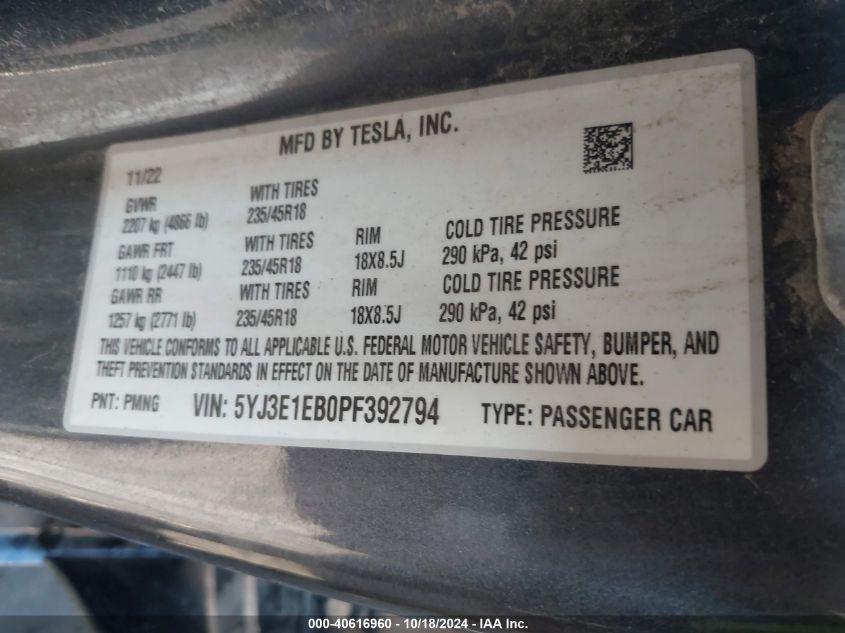 MFD BY TESLA, INC.
11/22
GVWR WITH TIRES
2207 kg (4866 lb) 235/45R18
GAWR FRT WITH TIRES RIM COLD TIRE PRESSURE
1110 kg (2447 lb) 235/45R18 18X8.5J 290 kPa, 42 psi
GAWR RR WITH TIRES RIM COLD TIRE PRESSURE
1257 kg (2771 lb) 235/45R18 18X8.5J 290 kPa, 42 psi
THIS VEHICLE CONFORMS TO ALL APPLICABLE U.S. FEDERAL MOTOR VEHICLE SAFETY, BUMPER, AND
THEFT PREVENTION STANDARDS IN EFFECT ON THE DATE OF MANUFACTURE SHOWN ABOVE.
PNT: PMNG VIN: 5YJ3E1EB0PF392794 TYPE: PASSENGER CAR
000-40616960 - 10/18/2024 - IAA Inc.